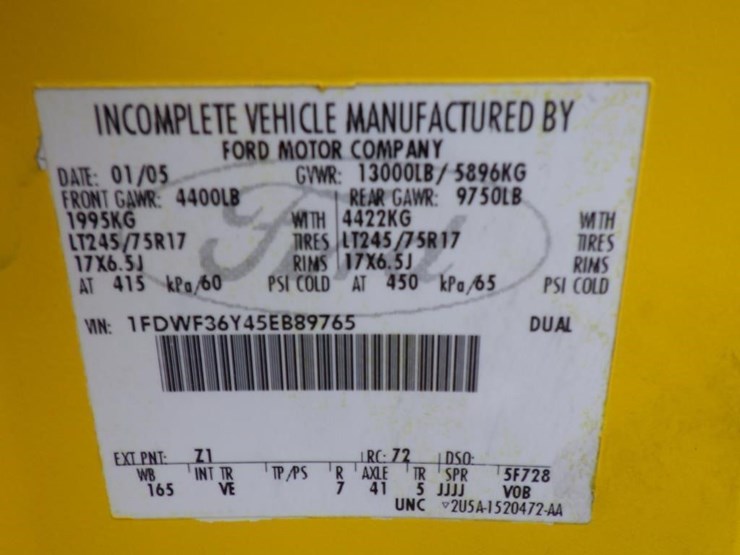 INCOMPLETE VEHICLE MANUFACTURED BY
FORD MOTOR COMPANY
DATE: 01/05 GVWR: 13000LB/5896KG
FRONT GAWR: 4400LB REAR GAWR: 9750LB
1995KG WITH 4422KG WITH
LT245/75R17 TIRES LT245/75R17 TIRES
17X6.5J RIMS 17X6.5J RIMS
AT 415 kPa/60 PSI COLD AT 450 kPa/65 PSI COLD
Ford
VIN: 1FDWF36Y45EB89765 DUAL
EXT PNT: Z1 RC: 72 DSO:
WB INT TR TP/PS R AXLE TR SPR 5F728
165 VE 7 41 5 JJJJ VOB
UNC ▽2U5A-1520472-AA